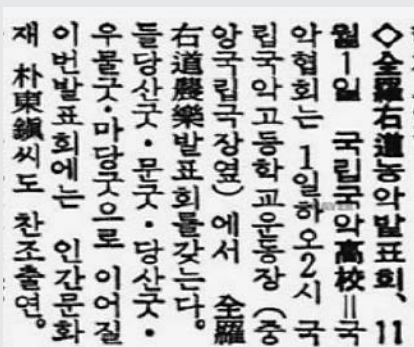 ◇全羅右道농악발표회、11
월1일 국립국악高校‖국
악협회는 1일하오2시 국
립국악고등학교운동장 (중
앙국립극장옆)에서 全羅
右道農樂발표회를갖는다。
들당산굿·문굿·당산굿·
우물굿·마당굿으로 이어질
이번발표회에는 인간문화
재 朴東鎭씨도 찬조출연。